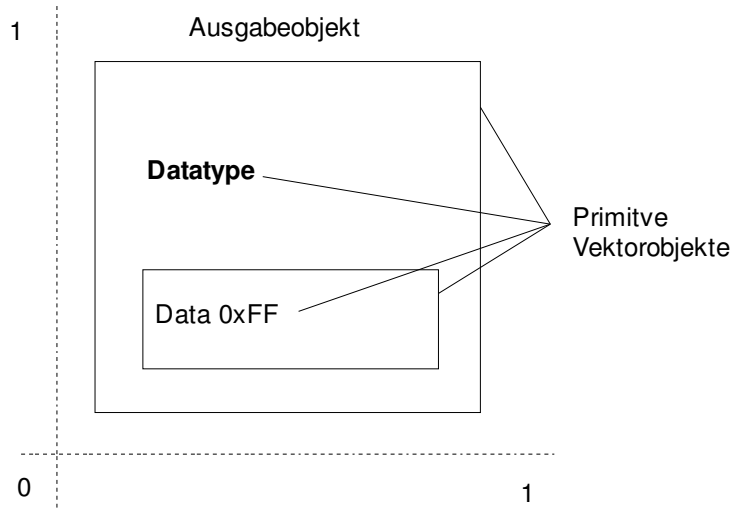 1
Ausgabeobjekt
Datatype
Primitve
Vektorobjekte
Data 0xFF
0
1